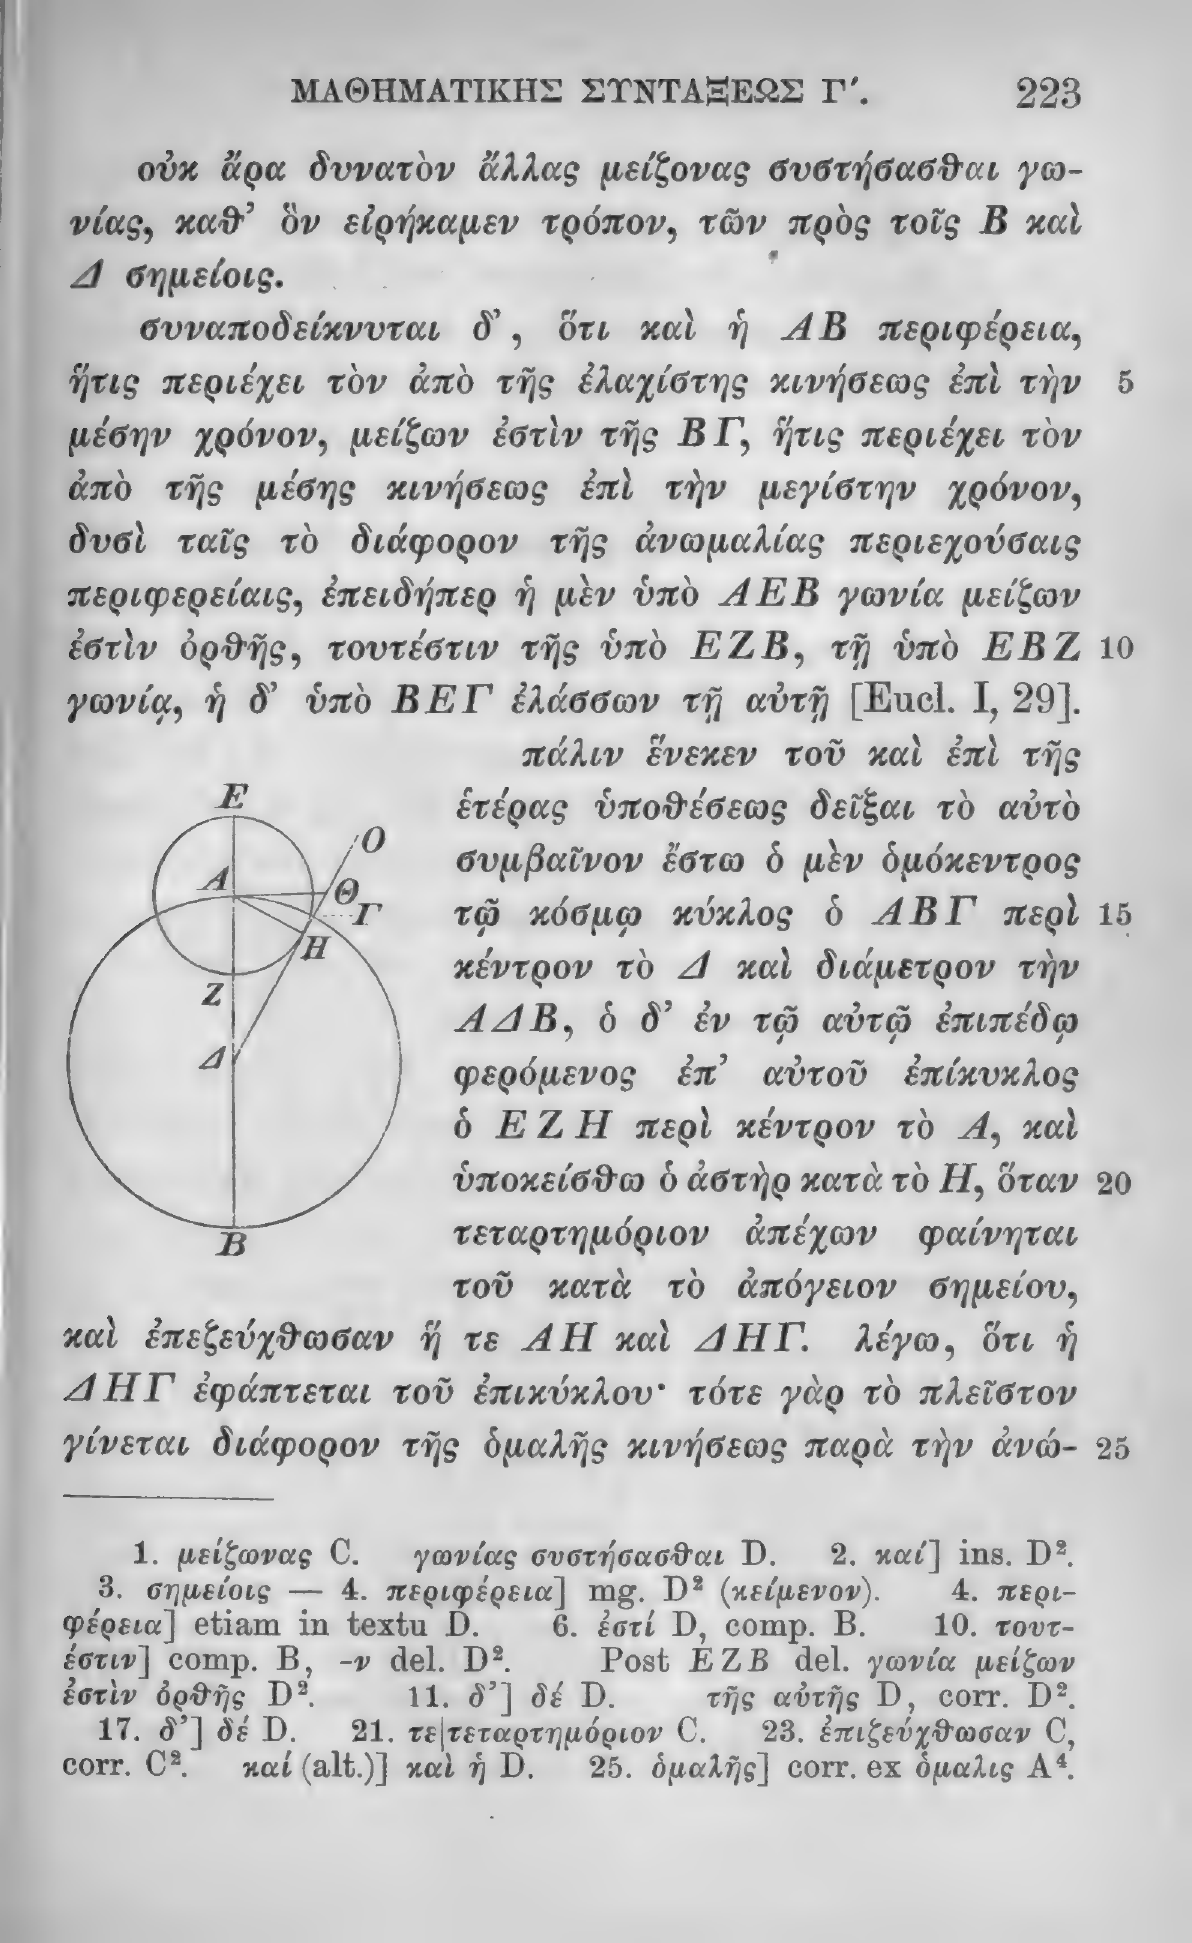 ΜΑΘΗΜΑΤΙΚΗΣ ΣΥΝΤΑΞΕΩΣ Γ′. 223
οὐκ ἄρα δυνατὸν ἄλλας μείζονας συστήσασθαι γω-
νίας, καθ’ ὃν εἰρήκαμεν τρόπον, τῶν πρὸς τοῖς Β καὶ
Δ σημείοις.
συναποδείκνυται δ’, ὅτι καὶ ἡ ΑΒ περιφέρεια,
ἥτις περιέχει τὸν ἀπὸ τῆς ἐλαχίστης κινήσεως ἐπὶ τὴν 5
μέσην χρόνον, μείζων ἐστὶν τῆς ΒΓ, ἥτις περιέχει τὸν
ἀπὸ τῆς μέσης κινήσεως ἐπὶ τὴν μεγίστην χρόνον,
δυσὶ ταῖς τὸ διάφορον τῆς ἀνωμαλίας περιεχούσαις
περιφερείαις, ἐπειδήπερ ἡ μὲν ὑπὸ ΑΕΒ γωνία μείζων
ἐστὶν ὀρθῆς, τουτέστιν τῆς ὑπὸ ΕΖΒ, τῇ ὑπὸ ΕΒΖ 10
γωνίᾳ, ἡ δ’ ὑπὸ ΒΕΓ ἐλάσσων τῇ αὐτῇ [Eucl. I, 29].
πάλιν ἕνεκεν τοῦ καὶ ἐπὶ τῆς
ἑτέρας ὑποθέσεως δεῖξαι τὸ αὐτὸ
συμβαῖνον ἔστω ὁ μὲν ὁμόκεντρος
τῷ κόσμῳ κύκλος ὁ ΑΒΓ περὶ 15
κέντρον τὸ Δ καὶ διάμετρον τὴν
ΑΔΒ, ὁ δ’ ἐν τῷ αὐτῷ ἐπιπέδῳ
φερόμενος ἐπ’ αὐτοῦ ἐπίκυκλος
ὁ ΕΖΗ περὶ κέντρον τὸ Α, καὶ
ὑποκείσθω ὁ ἀστὴρ κατὰ τὸ Η, ὅταν 20
τεταρτημόριον ἀπέχων φαίνηται
τοῦ κατὰ τὸ ἀπόγειον σημείου,
Ε
Ο
Α
Θ
Γ
Η
Ζ
Δ
Β
καὶ ἐπεζεύχθωσαν ἥ τε ΑΗ καὶ ΔΗΓ. λέγω, ὅτι ἡ
ΔΗΓ ἐφάπτεται τοῦ ἐπικύκλου· τότε γὰρ τὸ πλεῖστον
γίνεται διάφορον τῆς ὁμαλῆς κινήσεως παρὰ τὴν ἀνώ- 25
1. μείζωνας C. γωνίας συστήσασθαι D. 2. καί] ins. D².
3. σημείοις — 4. περιφέρεια] mg. D² (κείμενον). 4. περι-
φέρεια] etiam in textu D. 6. ἐστί D, comp. B. 10. τουτ-
έστιν] comp. B, -ν del. D². Post ΕΖΒ del. γωνία μείζων
ἐστὶν ὀρθῆς D². 11. δ’] δέ D. τῆς αὐτῆς D, corr. D².
17. δ’] δέ D. 21. τε|τεταρτημόριον C. 23. ἐπιζεύχθωσαν C,
corr. C². καί (alt.)] καὶ ἡ D. 25. ὁμαλῆς] corr. ex ὁμαλις A⁴.